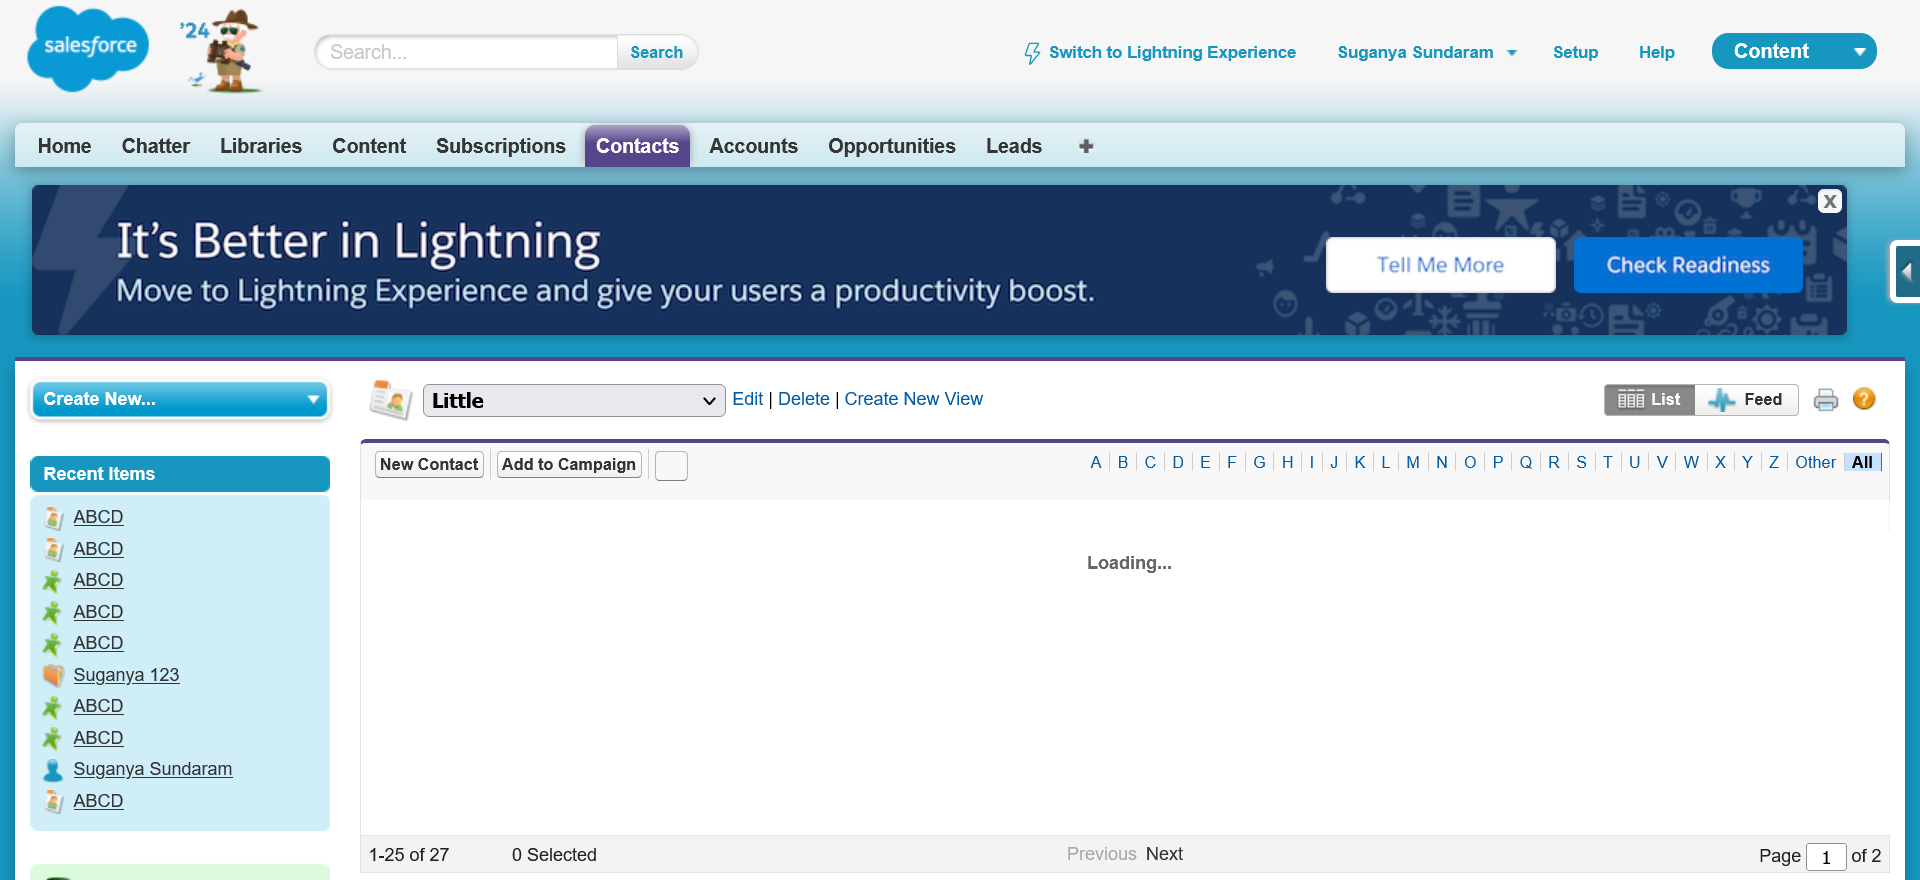 salesforce
'24
Search...
Search
Switch to Lightning Experience
Suganya Sundaram
Setup
Help
Content
Home
Chatter
Libraries
Content
Subscriptions
Contacts
Accounts
Opportunities
Leads
It's Better in Lightning
Move to Lightning Experience and give your users a productivity boost.
Tell Me More
Check Readiness
X
Create New...
Little
Edit | Delete | Create New View
List
Feed
?
Recent Items
ABCD
ABCD
ABCD
ABCD
ABCD
Suganya 123
ABCD
ABCD
Suganya Sundaram
ABCD
New Contact
Add to Campaign
A B C D E F G H I J K L M N O P Q R S T U V W X Y Z Other All
Loading...
1-25 of 27
0 Selected
Previous Next
Page 1 of 2